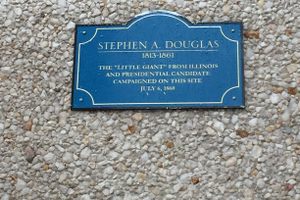 STEPHEN A. DOUGLAS
1813-1861
THE "LITTLE GIANT" FROM ILLINOIS
AND PRESIDENTIAL CANDIDATE
CAMPAIGNED ON THIS SITE
JULY 6, 1860